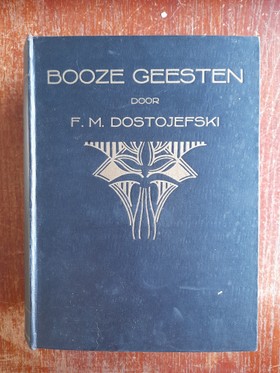 BOOZE GEESTEN
DOOR
F. M. DOSTOJEFSKI